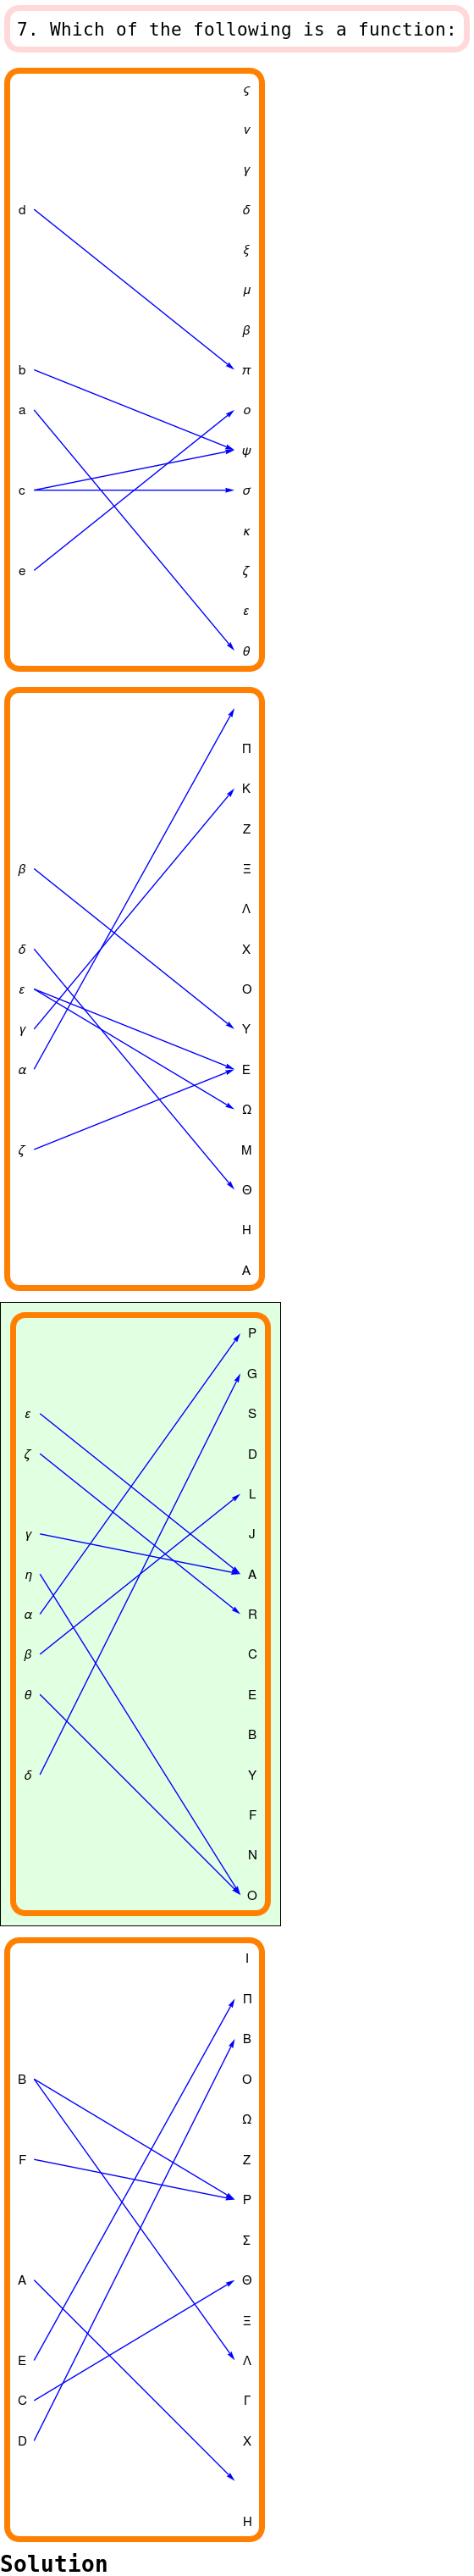 7. Which of the following is a function:
ς
ν
γ
d δ
ξ
μ
β
b π
a ο
ψ
c σ
κ
e ζ
ε
θ
Π
Κ
Ζ
β Ξ
Λ
δ Χ
ε Ο
γ Υ
α Ε
Ω
ζ Μ
Θ
Η
Α
P
G
ε S
ζ D
L
γ J
η A
α R
β C
θ E
B
δ Y
F
N
O
Ι
Π
Β
B Ο
Ω
F Ζ
Ρ
Σ
A Θ
Ξ
E Λ
C Γ
D Χ
Η
Solution